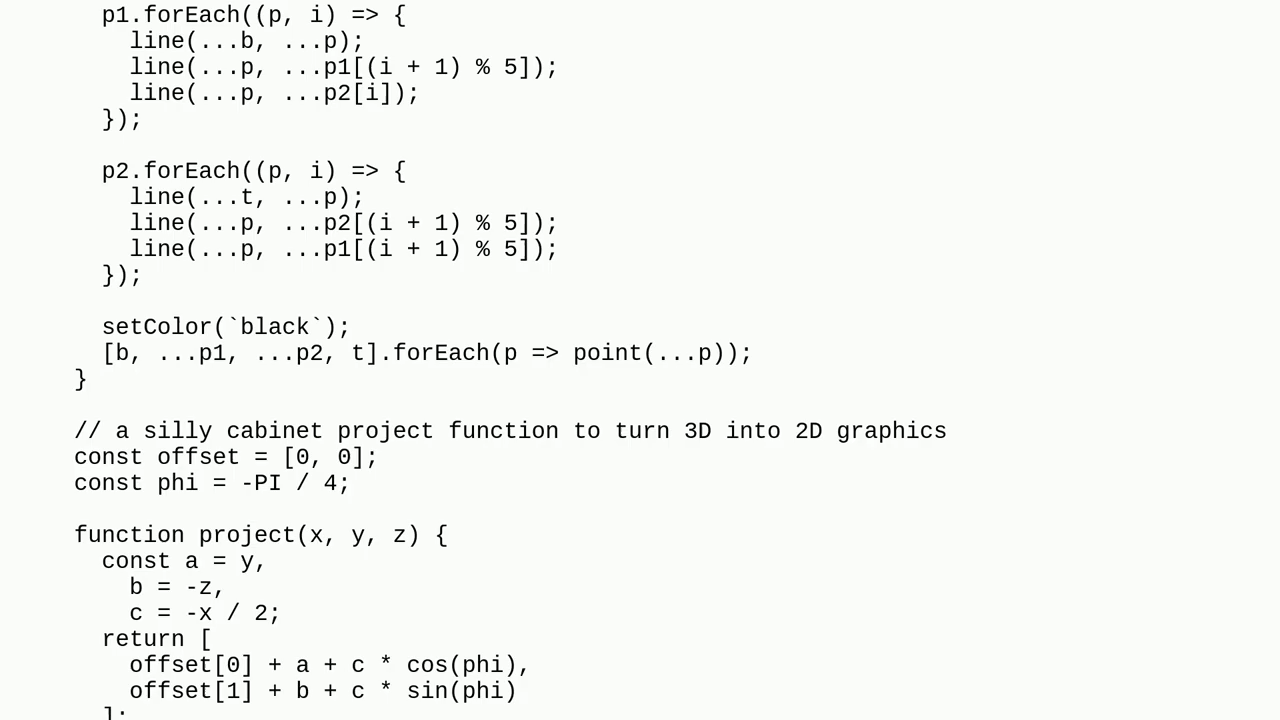 p1.forEach((p, i) => {
line(...b, ...p);
line(...p, ...p1[(i + 1) % 5]);
line(...p, ...p2[i]);
});
p2.forEach((p, i) => {
line(...t, ...p);
line(...p, ...p2[(i + 1) % 5]);
line(...p, ...p1[(i + 1) % 5]);
});
setColor(`black`);
[b, ...p1, ...p2, t].forEach(p => point(...p));
}
// a silly cabinet project function to turn 3D into 2D graphics
const offset = [0, 0];
const phi = -PI / 4;
function project(x, y, z) {
const a = y,
b = -z,
c = -x / 2;
return [
offset[0] + a + c * cos(phi),
offset[1] + b + c * sin(phi)
];